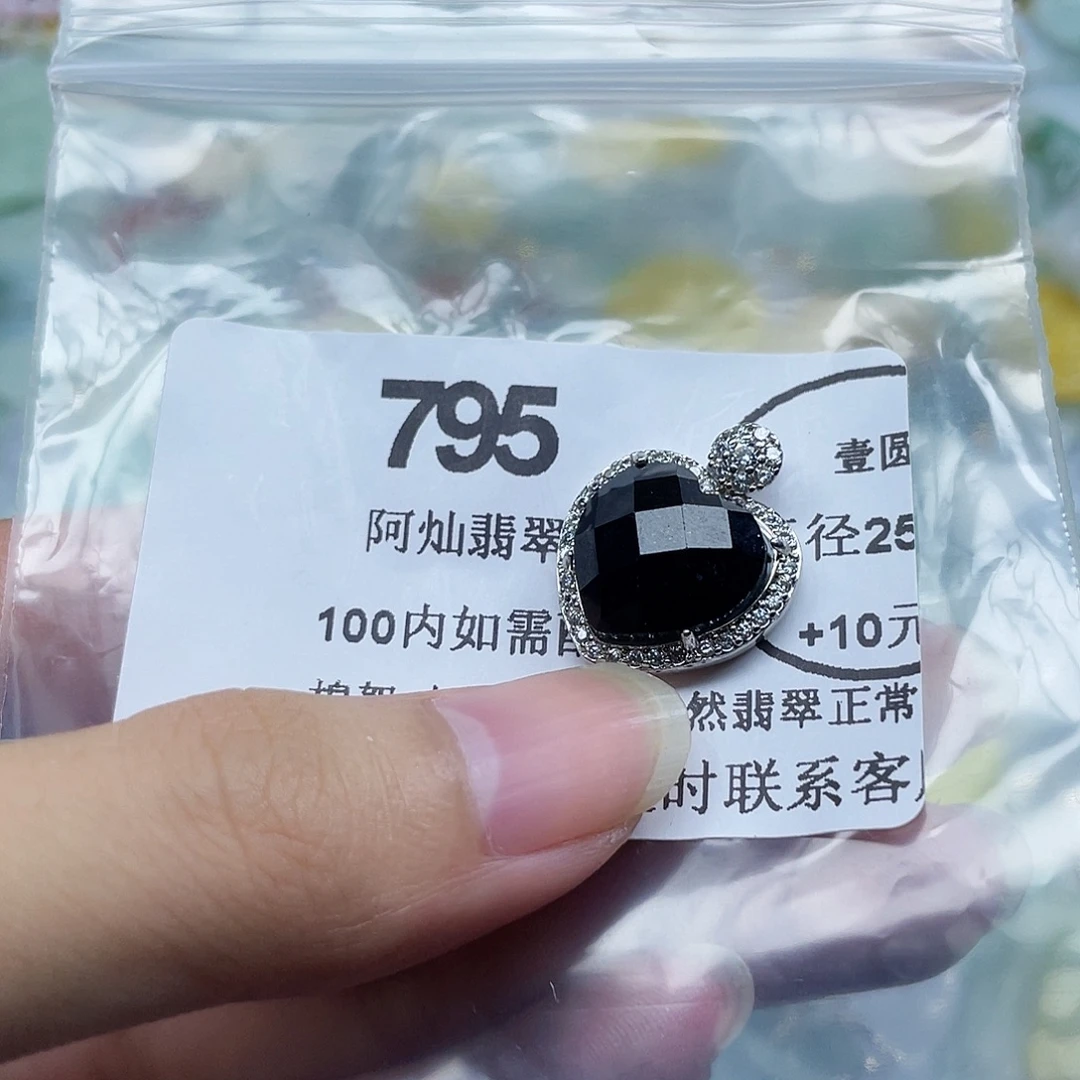 795
壹圆
阿灿翡翠 径25
100内如需 +10元
然翡翠正常
时联系客